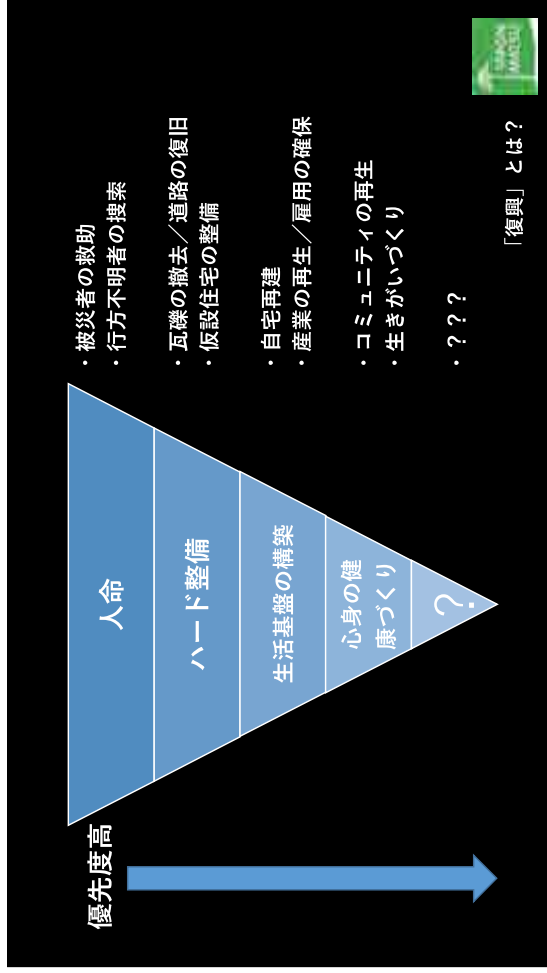 優先度高
人命
・被災者の救助
・行方不明者の捜索
ハード整備
・瓦礫の撤去／道路の復旧
・仮設住宅の整備
生活基盤の構築
・自宅再建
・産業の再生／雇用の確保
心身の健
康づくり
・コミュニティの再生
・生きがいづくり
?
・？？？
「復興」とは？